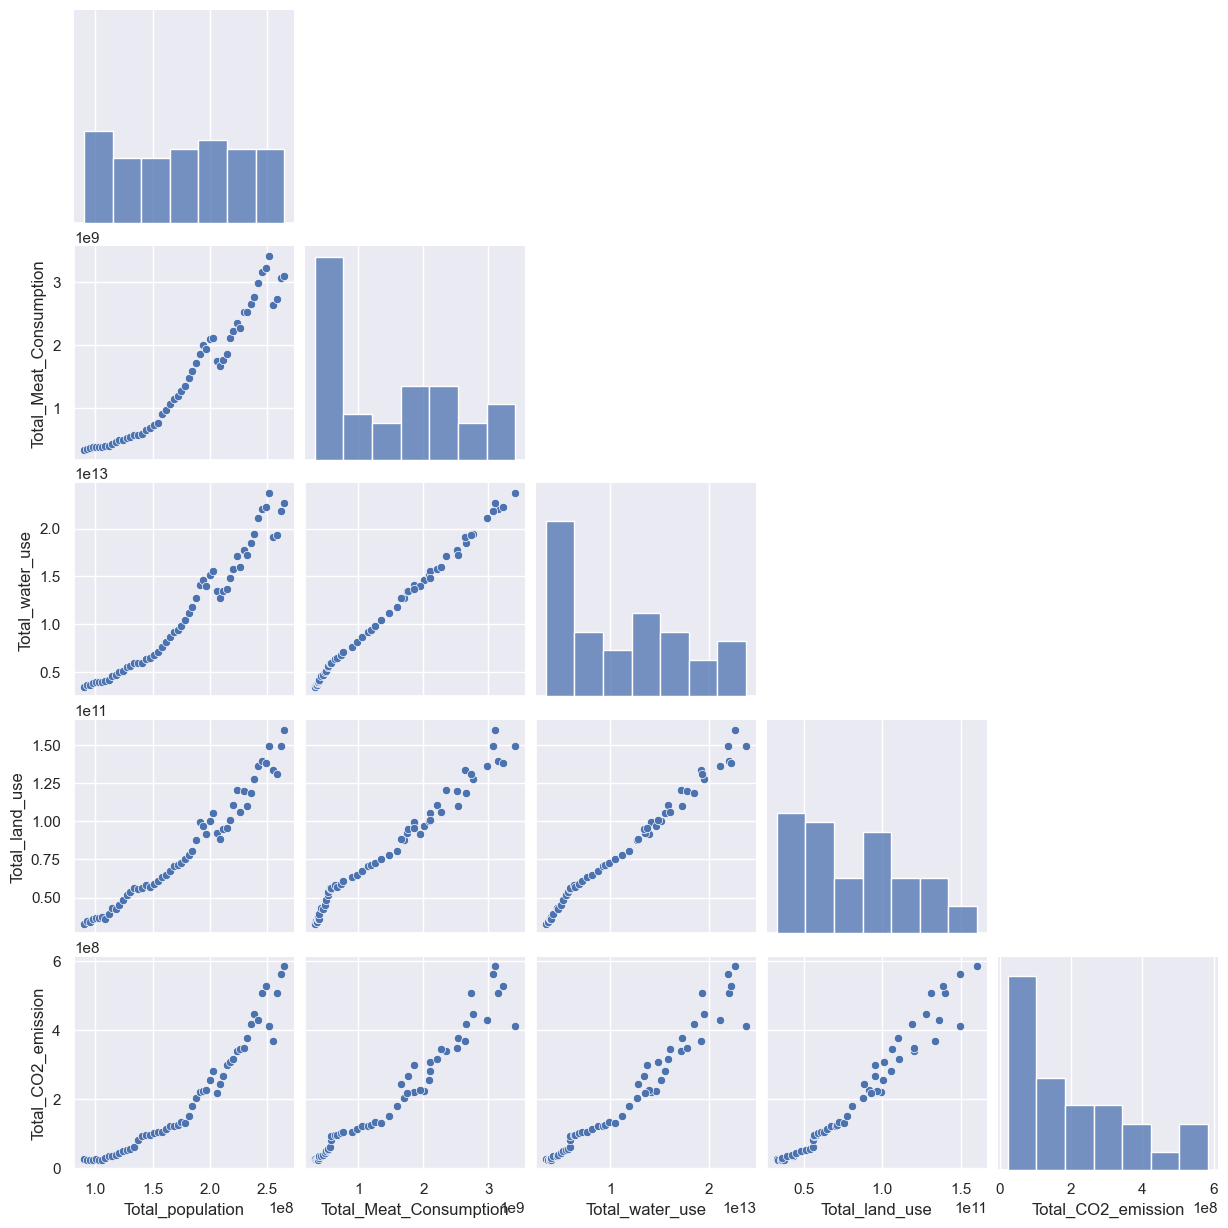 1e9
Total_Meat_Consumption
3
2
1
1e13
Total_water_use
2.0
1.5
1.0
0.5
1e11
Total_land_use
1.50
1.25
1.00
0.75
0.50
1e8
Total_CO2_emission
6
4
2
0
1.0 1.5 2.0 2.5
Total_population 1e8
1 2 3
Total_Meat_Consumption 1e9
1 2
Total_water_use 1e13
0.5 1.0 1.5
Total_land_use 1e11
0 2 4 6
Total_CO2_emission 1e8